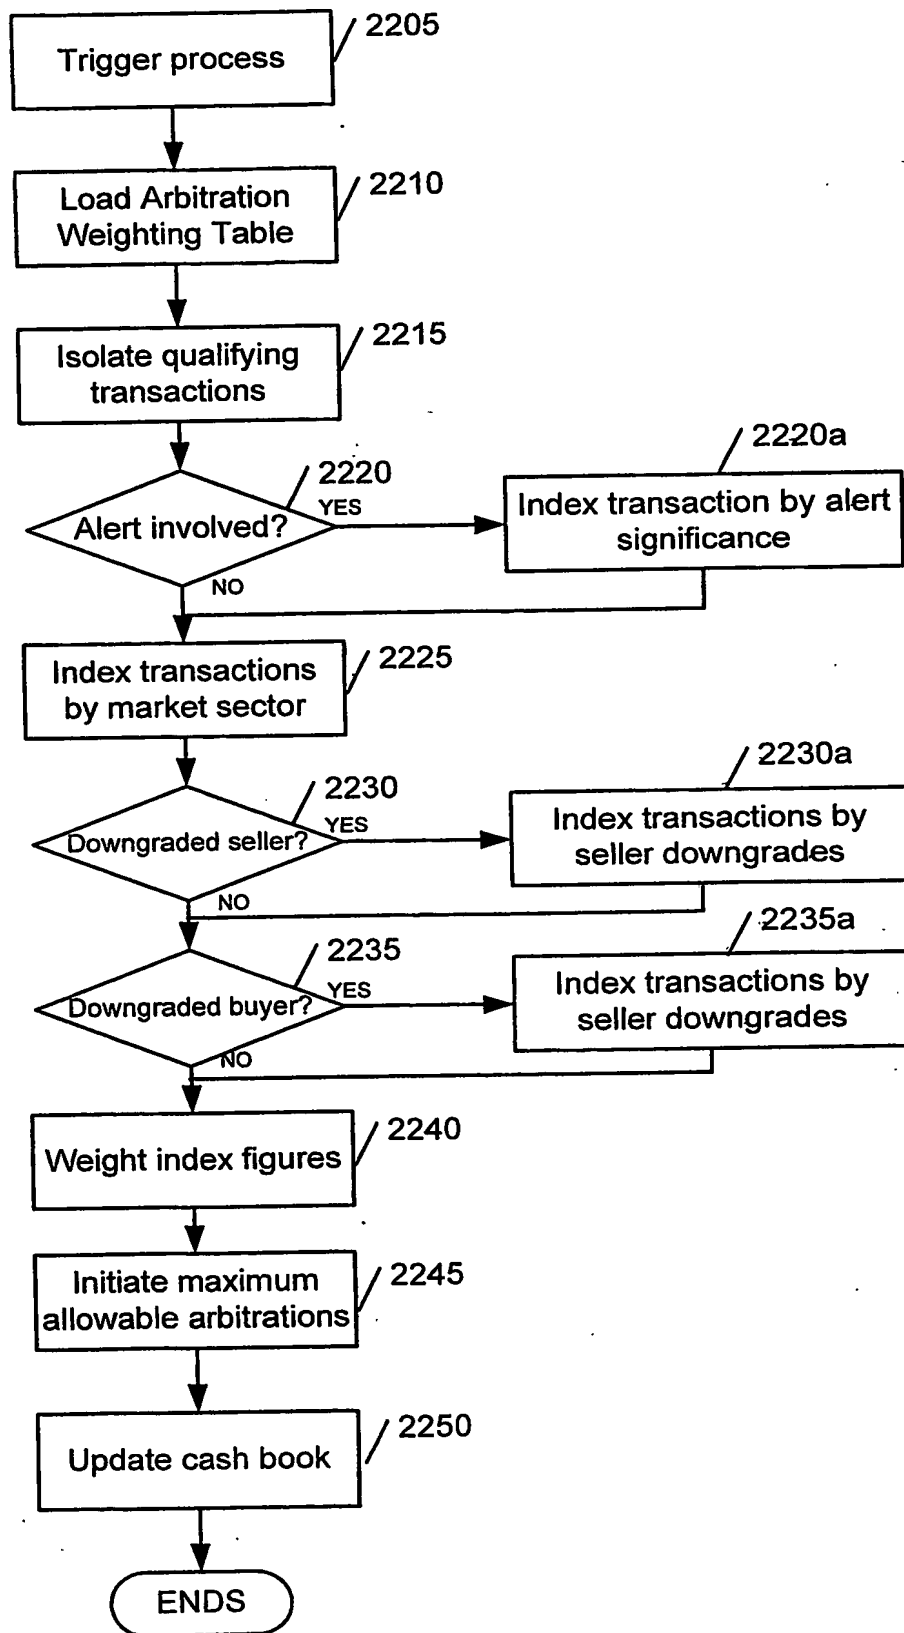 2205
Trigger process
2210
Load Arbitration
Weighting Table
2215
Isolate qualifying
transactions
2220
Alert involved?
YES
NO
2220a
Index transaction by alert
significance
2225
Index transactions
by market sector
2230
Downgraded seller?
YES
NO
2230a
Index transactions by
seller downgrades
2235
Downgraded buyer?
YES
NO
2235a
Index transactions by
seller downgrades
2240
Weight index figures
2245
Initiate maximum
allowable arbitrations
2250
Update cash book
ENDS